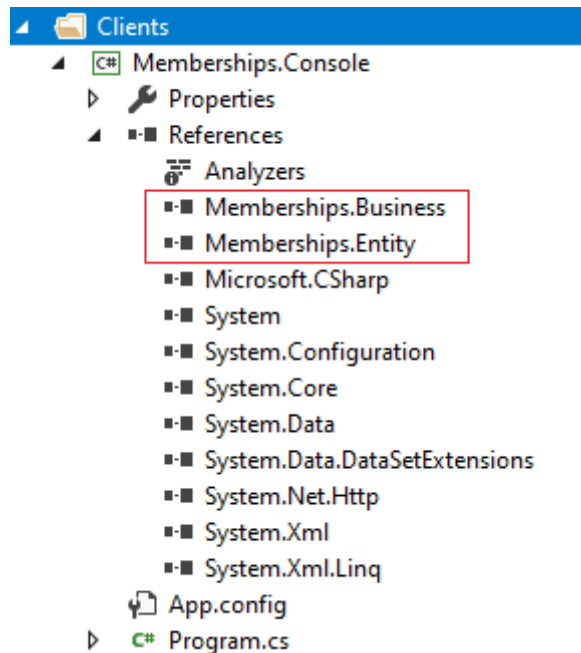 Clients
C# Memberships.Console
Properties
References
Analyzers
Memberships.Business
Memberships.Entity
Microsoft.CSharp
System
System.Configuration
System.Core
System.Data
System.Data.DataSetExtensions
System.Net.Http
System.Xml
System.Xml.Linq
App.config
C# Program.cs